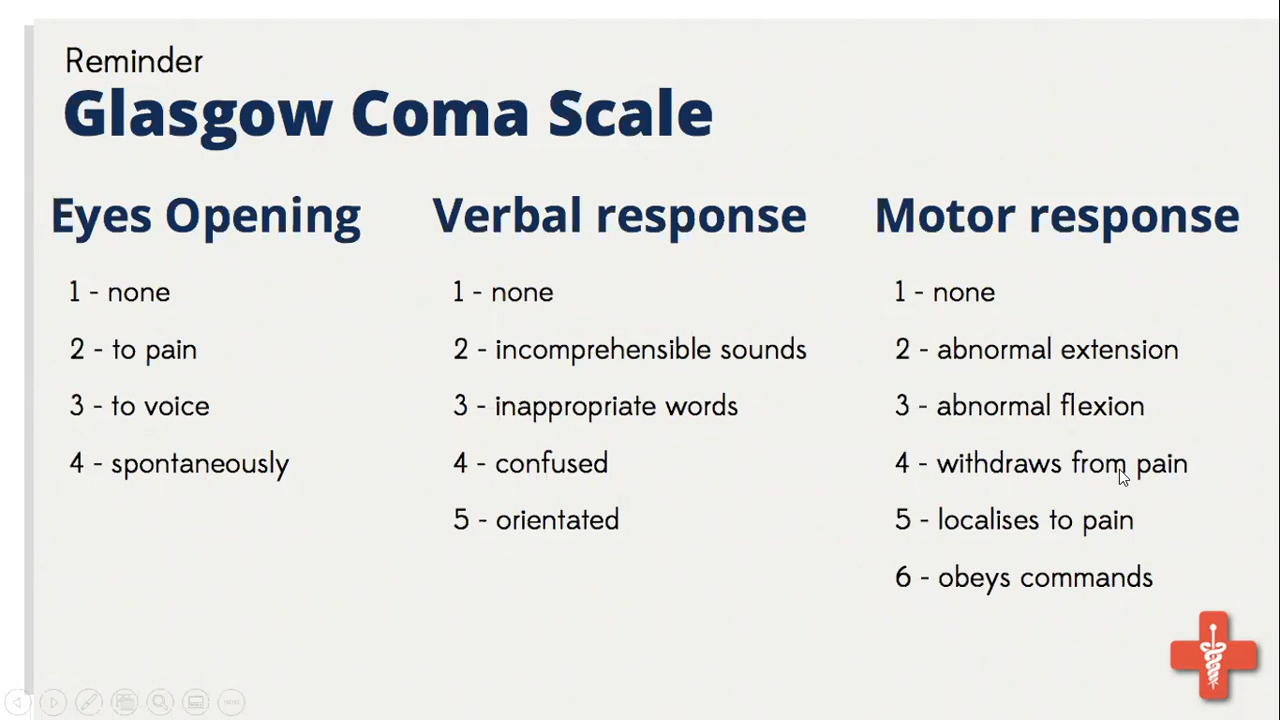 Reminder
Glasgow Coma Scale
Eyes Opening
1 - none
2 - to pain
3 - to voice
4 - spontaneously
Verbal response
1 - none
2 - incomprehensible sounds
3 - inappropriate words
4 - confused
5 - orientated
Motor response
1 - none
2 - abnormal extension
3 - abnormal flexion
4 - withdraws from pain
5 - localises to pain
6 - obeys commands